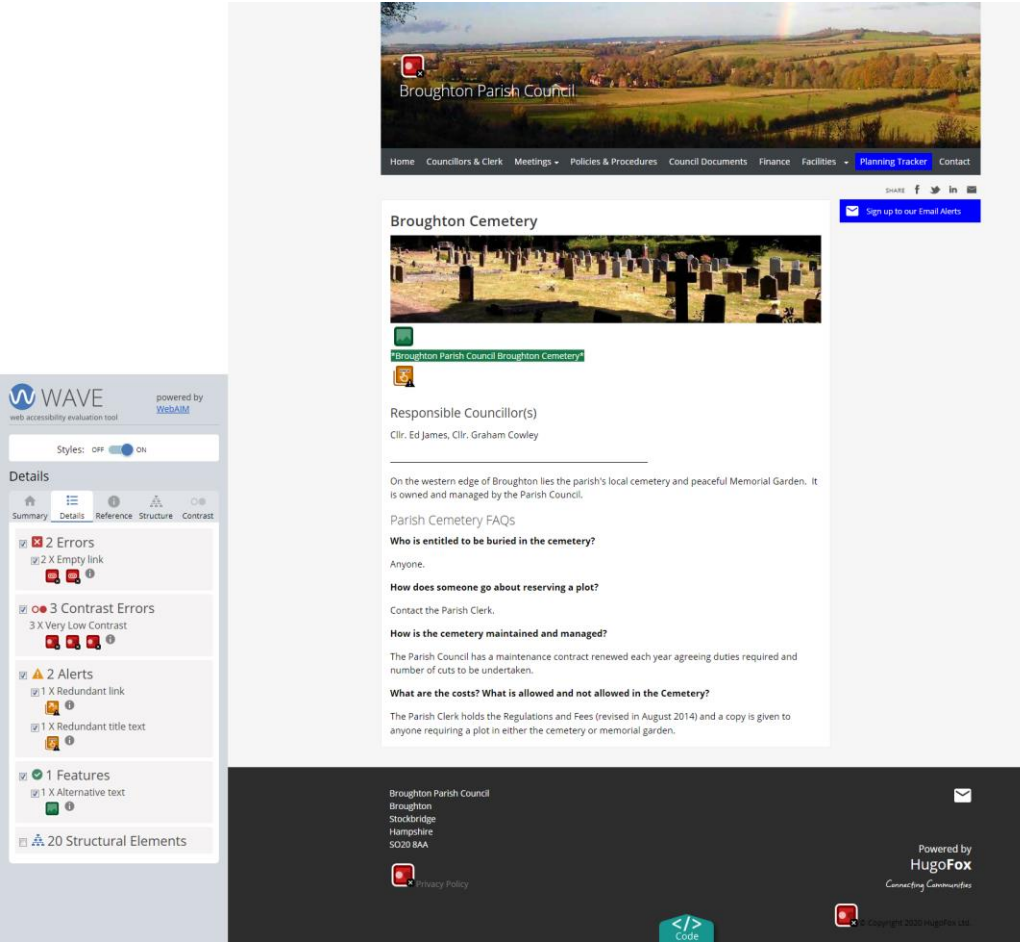 Broughton Parish Council
Home Councillors & Clerk Meetings Policies & Procedures Council Documents Finance Facilities Planning Tracker Contact
SHARE
Sign up to our Email Alerts
Broughton Cemetery
*Broughton Parish Council Broughton Cemetery*
Responsible Councillor(s)
Cllr. Ed James, Cllr. Graham Cowley
On the western edge of Broughton lies the parish's local cemetery and peaceful Memorial Garden. It
is owned and managed by the Parish Council.
Parish Cemetery FAQs
Who is entitled to be buried in the cemetery?
Anyone.
How does someone go about reserving a plot?
Contact the Parish Clerk.
How is the cemetery maintained and managed?
The Parish Council has a maintenance contract renewed each year agreeing duties required and
number of cuts to be undertaken.
What are the costs? What is allowed and not allowed in the Cemetery?
The Parish Clerk holds the Regulations and Fees (revised in August 2014) and a copy is given to
anyone requiring a plot in either the cemetery or memorial garden.
WAVE
web accessibility evaluation tool
powered by
WebAIM
Styles: OFF ON
Details
Summary Details Reference Structure Contrast
2 Errors
2 X Empty link
3 Contrast Errors
3 X Very Low Contrast
2 Alerts
1 X Redundant link
1 X Redundant title text
1 Features
1 X Alternative text
20 Structural Elements
Broughton Parish Council
Broughton
Stockbridge
Hampshire
SO20 8AA
Privacy Policy
Powered by
HugoFox
Connecting Communities
© Copyright 2020 HugoFox Ltd.
</> 
Code